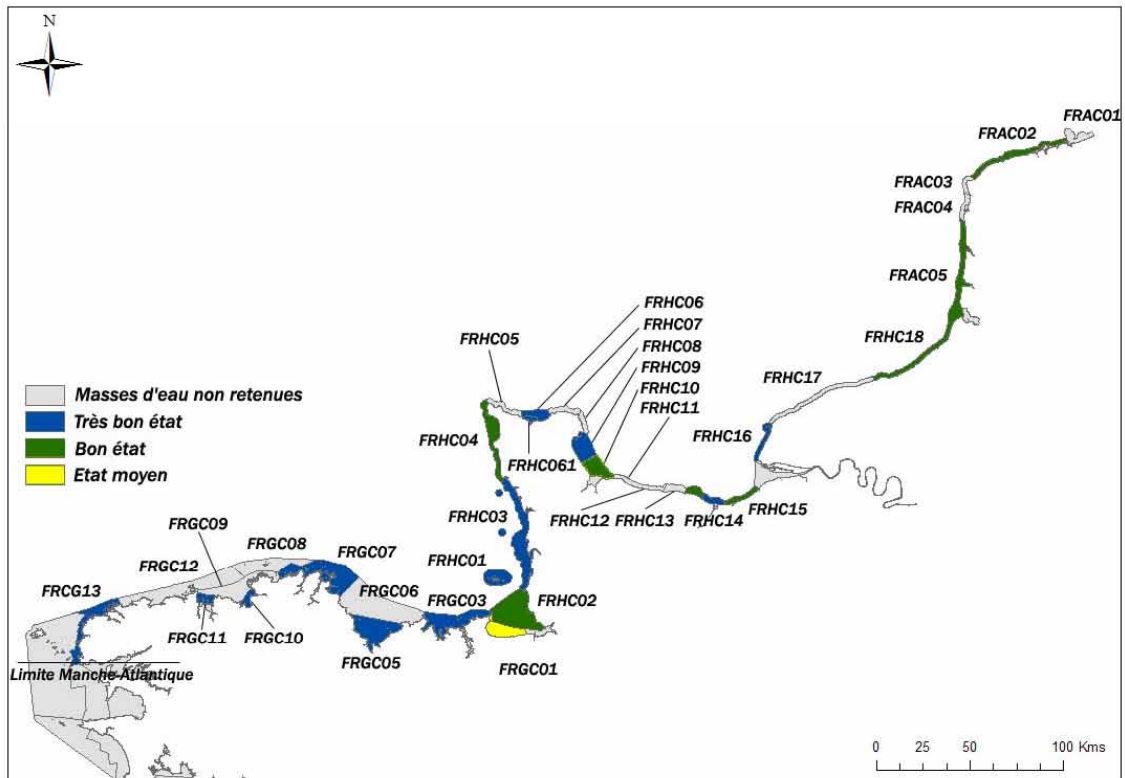 N
FRAC01
FRAC02
FRAC03
FRAC04
FRAC05
FRHC18
FRHC17
FRHC16
FRHC06
FRHC07
FRHC08
FRHC09
FRHC10
FRHC11
FRHC05
FRHC04
FRHC061
FRHC12
FRHC13
FRHC14
FRHC15
FRHC03
FRHC01
FRHC02
Masses d'eau non retenues
Très bon état
Bon état
Etat moyen
FRGC09
FRGC08
FRGC07
FRGC12
FRGC06
FRCG13
FRGC03
FRGC11
FRGC10
FRGC05
FRGC01
Limite Manche-Atlantique
0 25 50 100 Kms